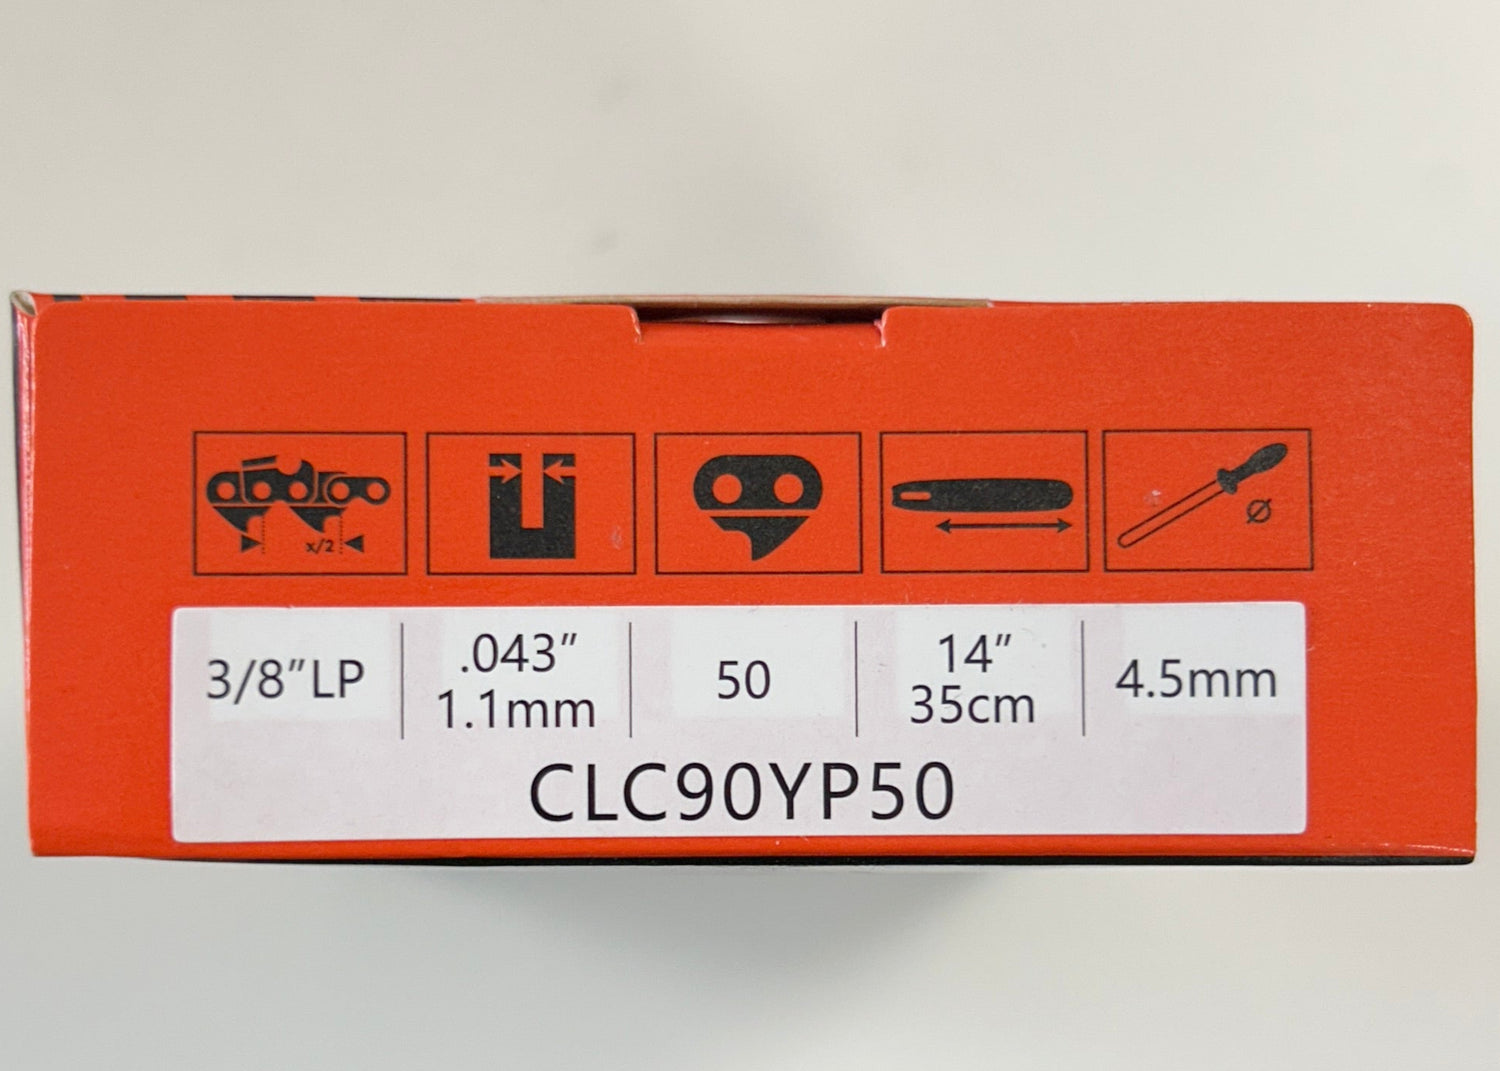 x/2
Ø
3/8″LP
.043″
1.1mm
50
14″
35cm
4.5mm
CLC90YP50